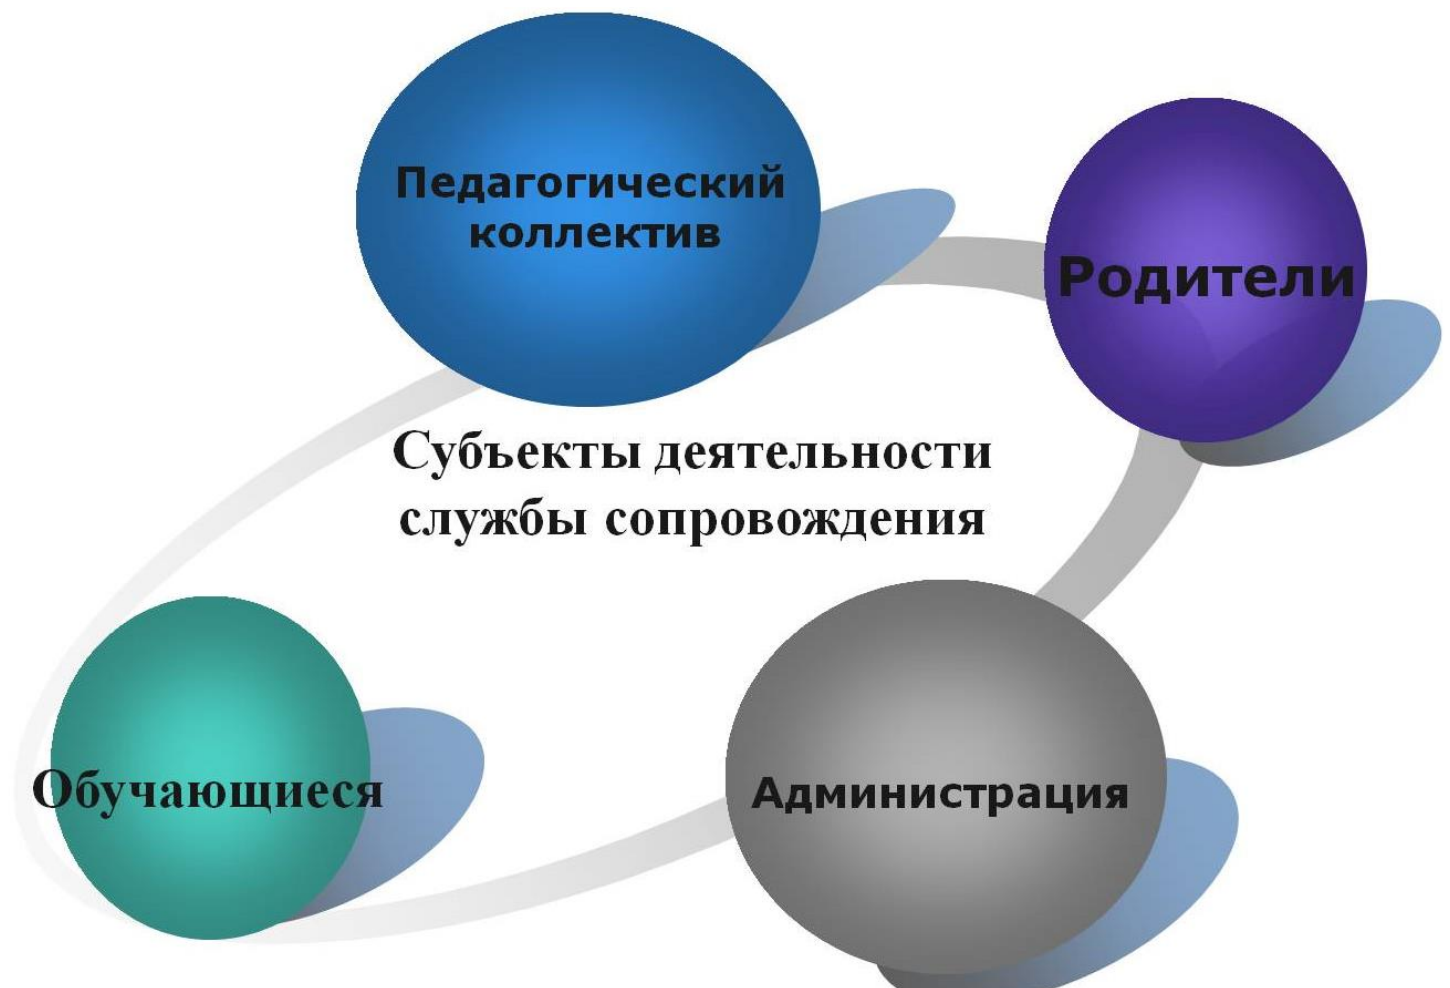 Педагогический
коллектив
Родители
Субъекты деятельности
службы сопровождения
Обучающиеся
Администрация